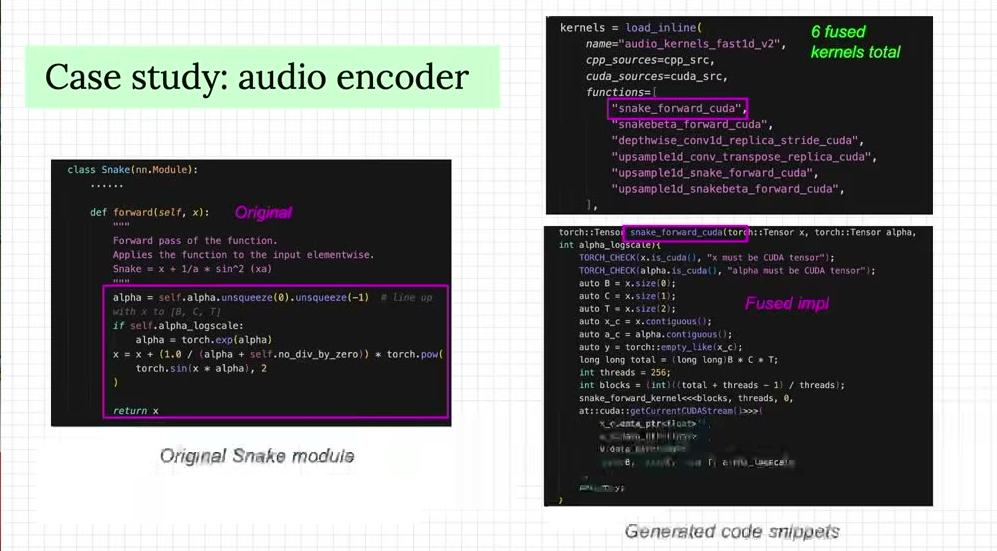 Case study: audio encoder
class Snake(nn.Module):
......
def forward(self, x):
Original
"""
Forward pass of the function.
Applies the function to the input elementwise.
Snake = x + 1/a * sin^2 (xa)
"""
alpha = self.alpha.unsqueeze(0).unsqueeze(-1) # line up
with x to [B, C, T]
if self.alpha_logscale:
alpha = torch.exp(alpha)
x = x + (1.0 / (alpha + self.no_div_by_zero)) * torch.pow(
torch.sin(x * alpha), 2
)
return x
Original Snake module
kernels = load_inline(
name="audio_kernels_fast1d_v2",
cpp_sources=cpp_src,
cuda_sources=cuda_src,
functions=[
"snake_forward_cuda",
"snakebeta_forward_cuda",
"depthwise_conv1d_replica_stride_cuda",
"upsample1d_conv_transpose_replica_cuda",
"upsample1d_snake_forward_cuda",
"upsample1d_snakebeta_forward_cuda",
],
6 fused
kernels total
torch::Tensor snake_forward_cuda(torch::Tensor x, torch::Tensor alpha,
int alpha_logscale){
TORCH_CHECK(x.is_cuda(), "x must be CUDA tensor");
TORCH_CHECK(alpha.is_cuda(), "alpha must be CUDA tensor");
auto B = x.size(0);
auto C = x.size(1);
auto T = x.size(2);
Fused impl
auto x_c = x.contiguous();
auto a_c = alpha.contiguous();
auto y = torch::empty_like(x_c);
long long total = (long long)B * C * T;
int threads = 256;
int blocks = (int)((total + threads - 1) / threads);
snake_forward_kernel<<<blocks, threads, 0,
at::cuda::getCurrentCUDAStream()>>>(
}
Generated code snippets